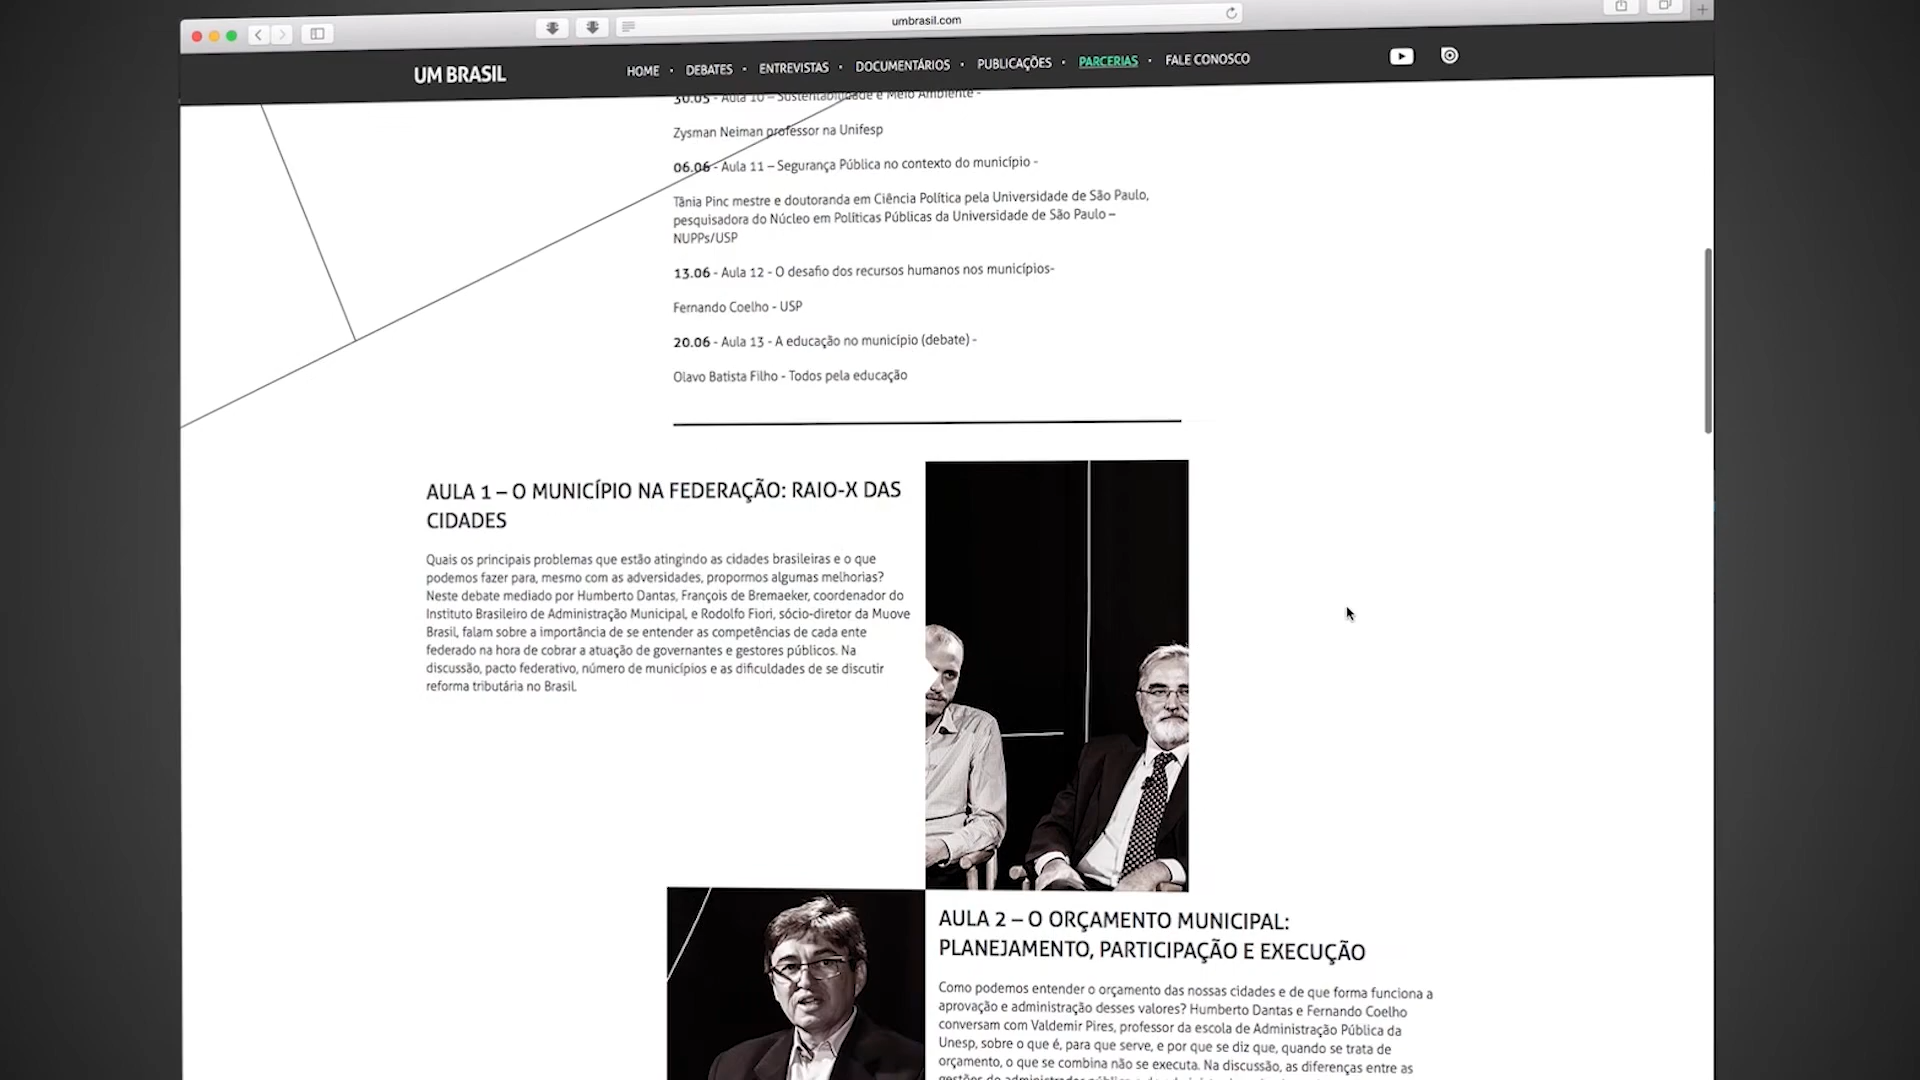 umbrasil.com
UM BRASIL
HOME · DEBATES · ENTREVISTAS · DOCUMENTÁRIOS · PUBLICAÇÕES · PARCERIAS · FALE CONOSCO
30.05 - Aula 10 – Sustentabilidade e Meio Ambiente -
Zysman Neiman professor na Unifesp
06.06 - Aula 11 – Segurança Pública no contexto do município -
Tânia Pinc mestre e doutoranda em Ciência Política pela Universidade de São Paulo,
pesquisadora do Núcleo em Políticas Públicas da Universidade de São Paulo –
NUPPs/USP
13.06 - Aula 12 - O desafio dos recursos humanos nos municípios-
Fernando Coelho - USP
20.06 - Aula 13 - A educação no município (debate) -
Olavo Batista Filho - Todos pela educação
AULA 1 – O MUNICÍPIO NA FEDERAÇÃO: RAIO-X DAS
CIDADES
Quais os principais problemas que estão atingindo as cidades brasileiras e o que
podemos fazer para, mesmo com as adversidades, propormos algumas melhorias?
Neste debate mediado por Humberto Dantas, François de Bremaeker, coordenador do
Instituto Brasileiro de Administração Municipal, e Rodolfo Fiori, sócio-diretor da Muove
Brasil, falam sobre a importância de se entender as competências de cada ente
federado na hora de cobrar a atuação de governantes e gestores públicos. Na
discussão, pacto federativo, número de municípios e as dificuldades de se discutir
reforma tributária no Brasil.
AULA 2 – O ORÇAMENTO MUNICIPAL:
PLANEJAMENTO, PARTICIPAÇÃO E EXECUÇÃO
Como podemos entender o orçamento das nossas cidades e de que forma funciona a
aprovação e administração desses valores? Humberto Dantas e Fernando Coelho
conversam com Valdemir Pires, professor da escola de Administração Pública da
Unesp, sobre o que é, para que serve, e por que se diz que, quando se trata de
orçamento, o que se combina não se executa. Na discussão, as diferenças entre as